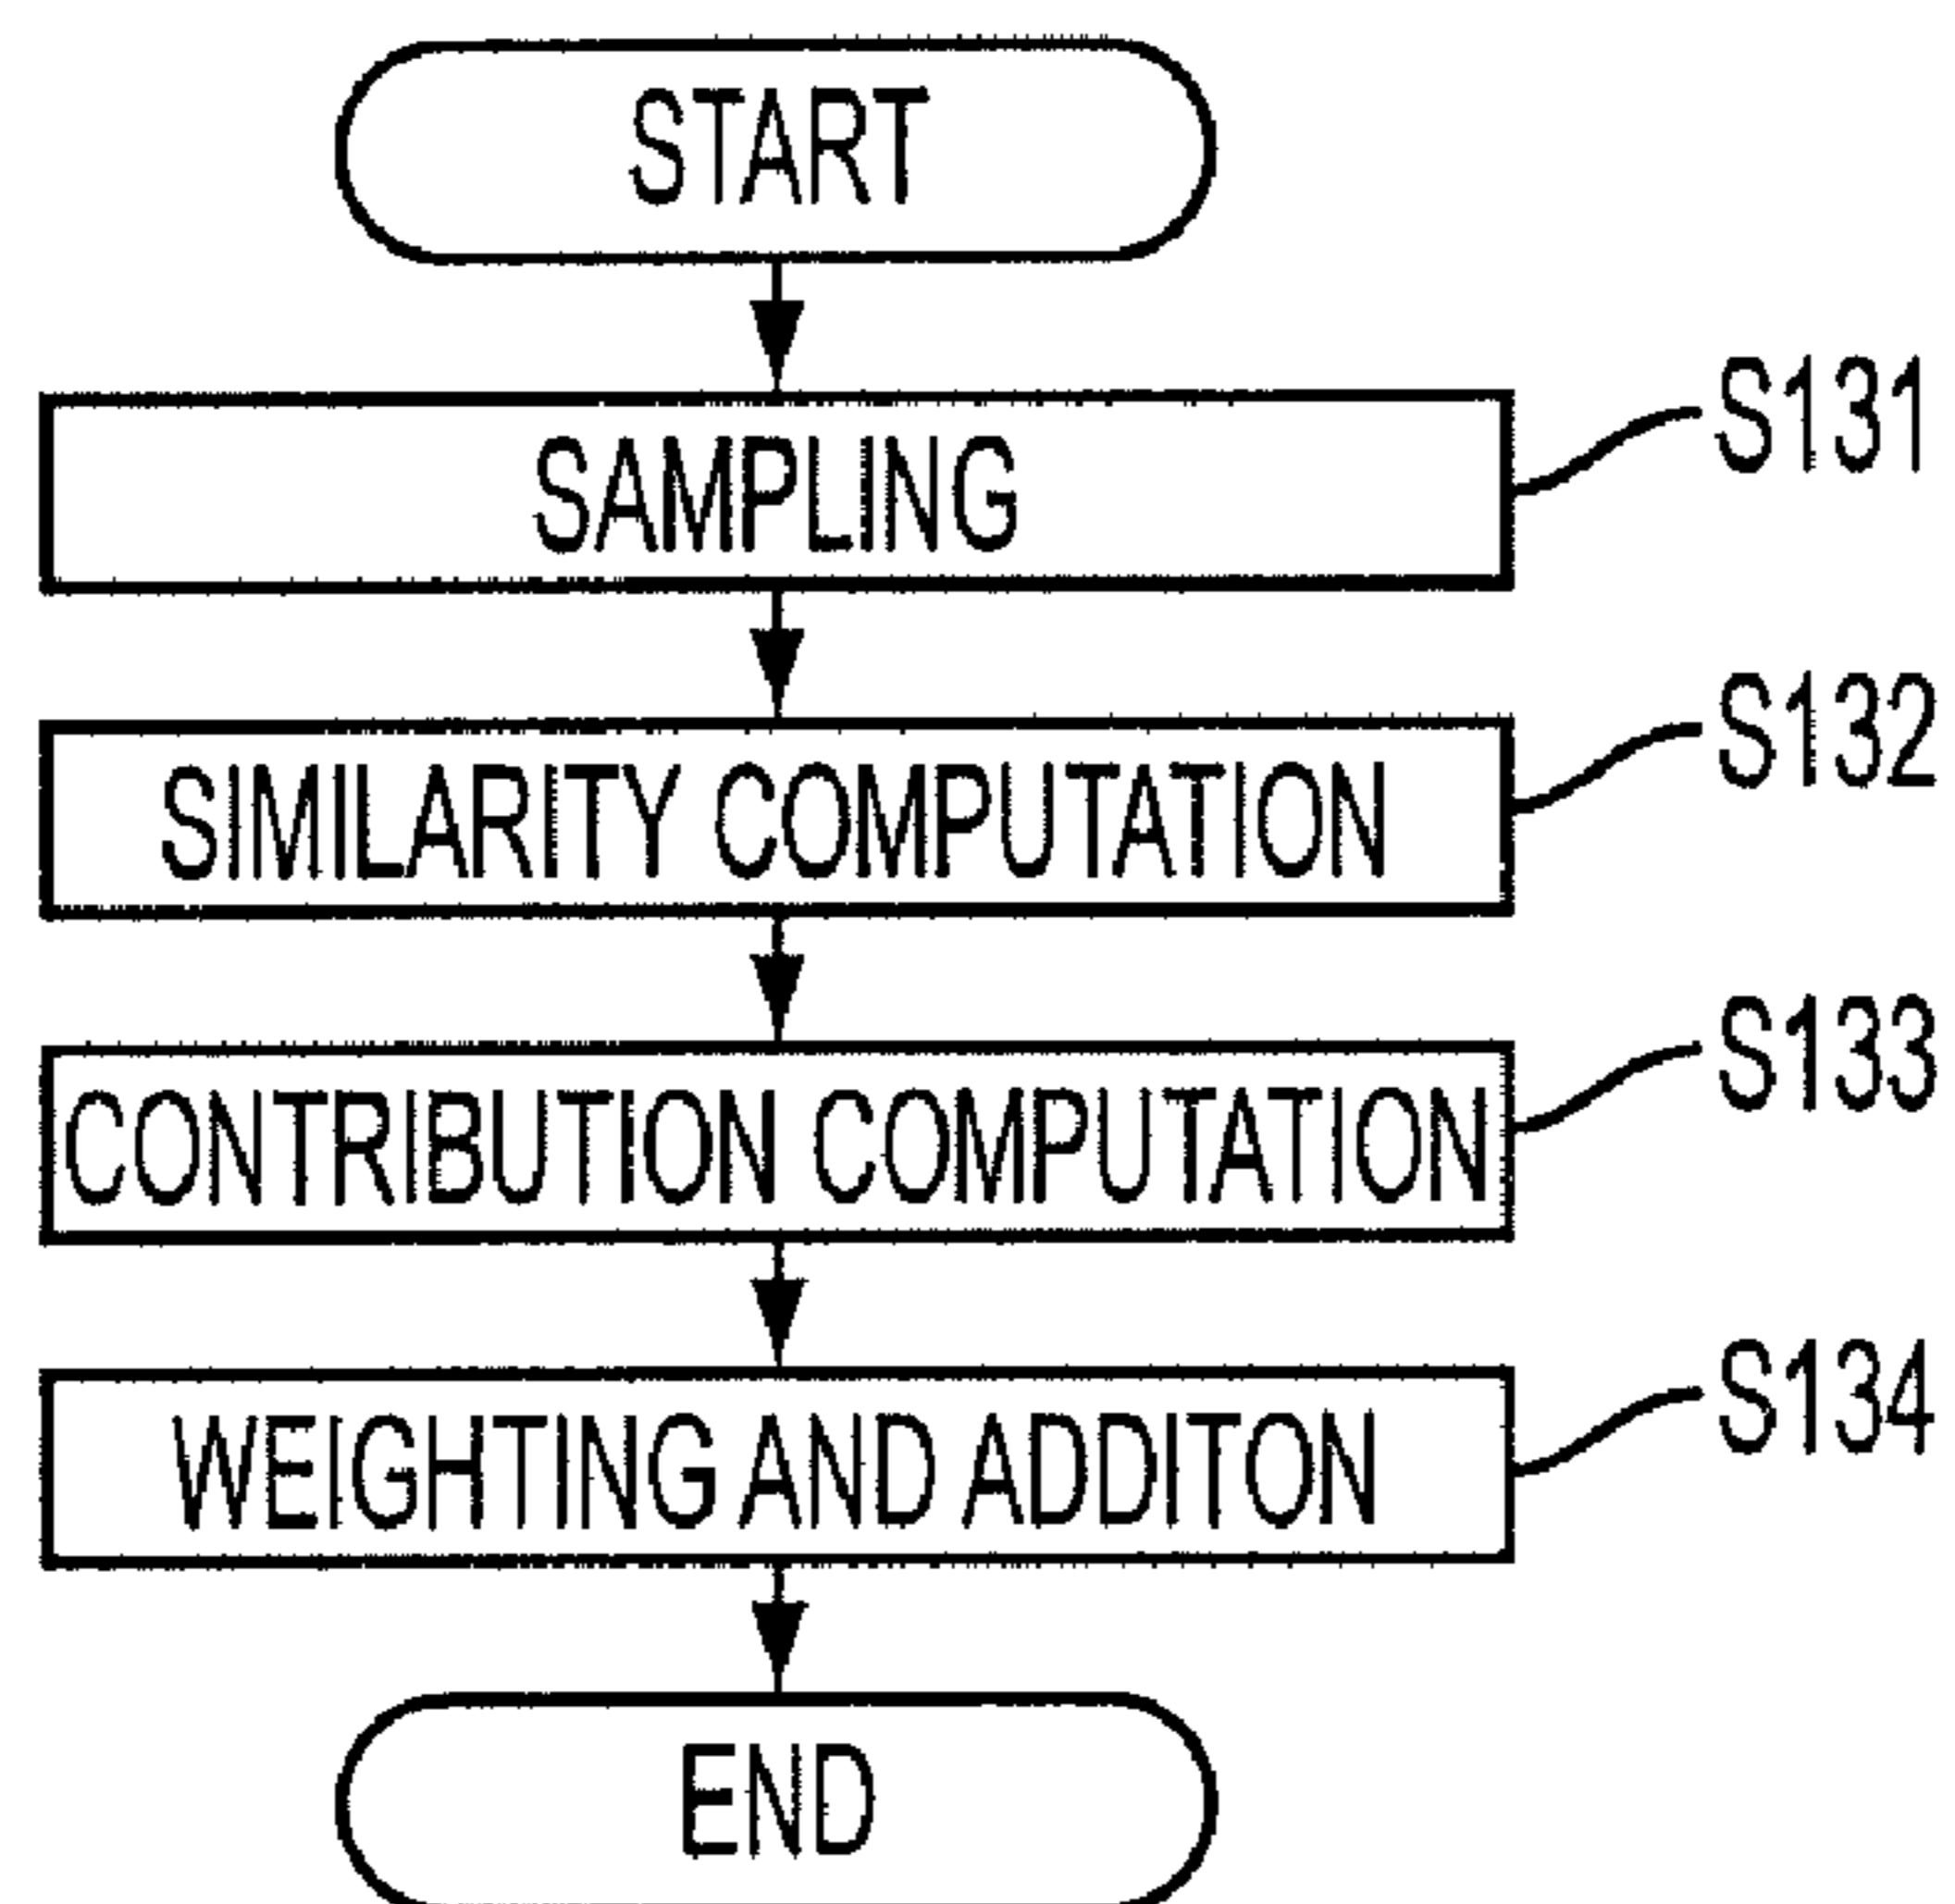 START
SAMPLING
S131
SIMILARITY COMPUTATION
S132
CONTRIBUTION COMPUTATION
S133
WEIGHTING AND ADDITON
S134
END